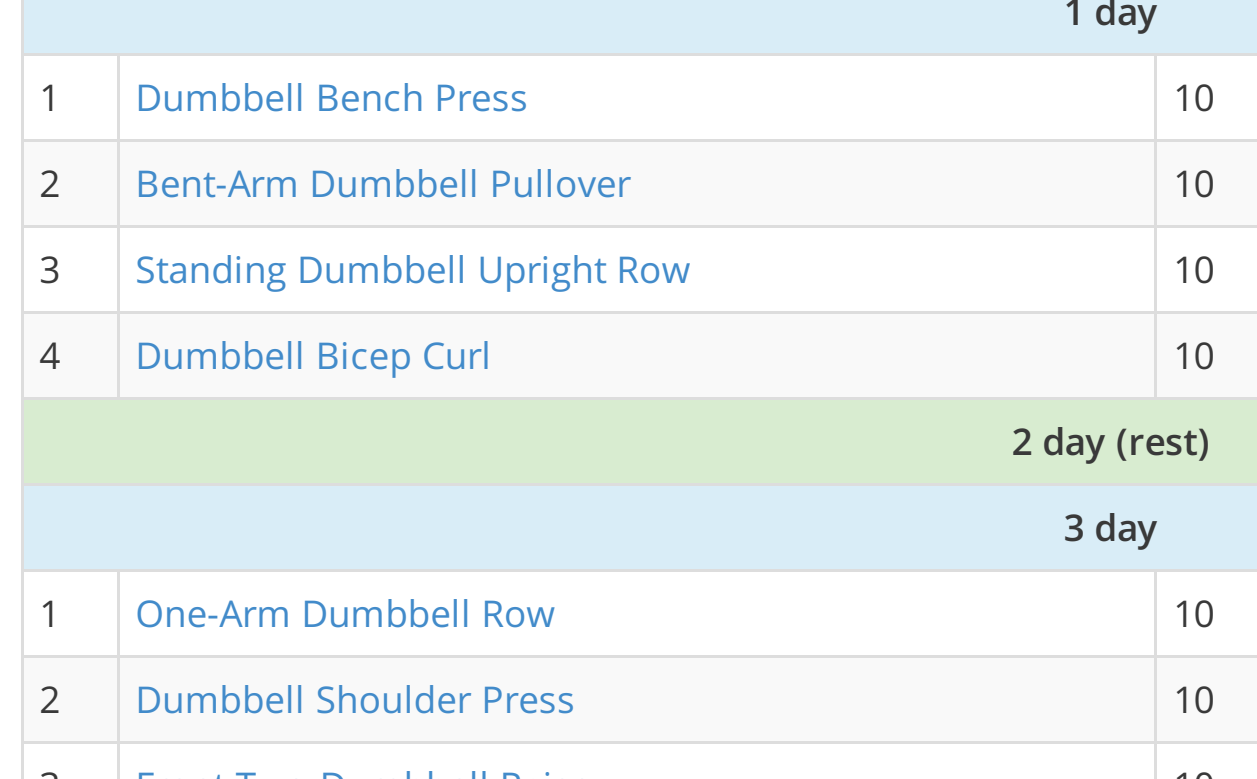 1 day
1 Dumbbell Bench Press 10
2 Bent-Arm Dumbbell Pullover 10
3 Standing Dumbbell Upright Row 10
4 Dumbbell Bicep Curl 10
2 day (rest)
3 day
1 One-Arm Dumbbell Row 10
2 Dumbbell Shoulder Press 10